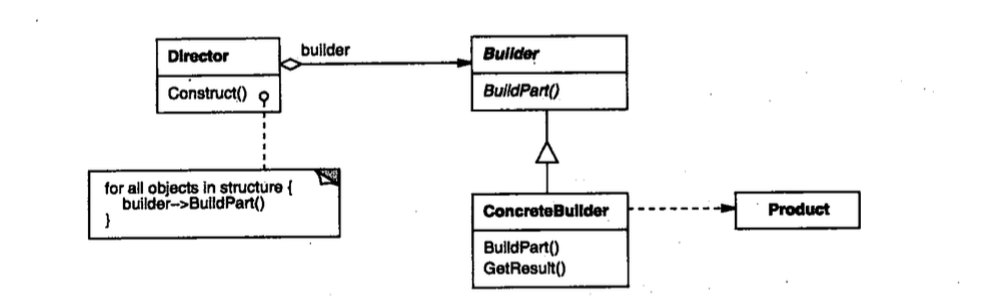 Director
Construct()
builder
Builder
BuildPart()
for all objects in structure {
builder->BuildPart()
}
ConcreteBuilder
BuildPart()
GetResult()
Product